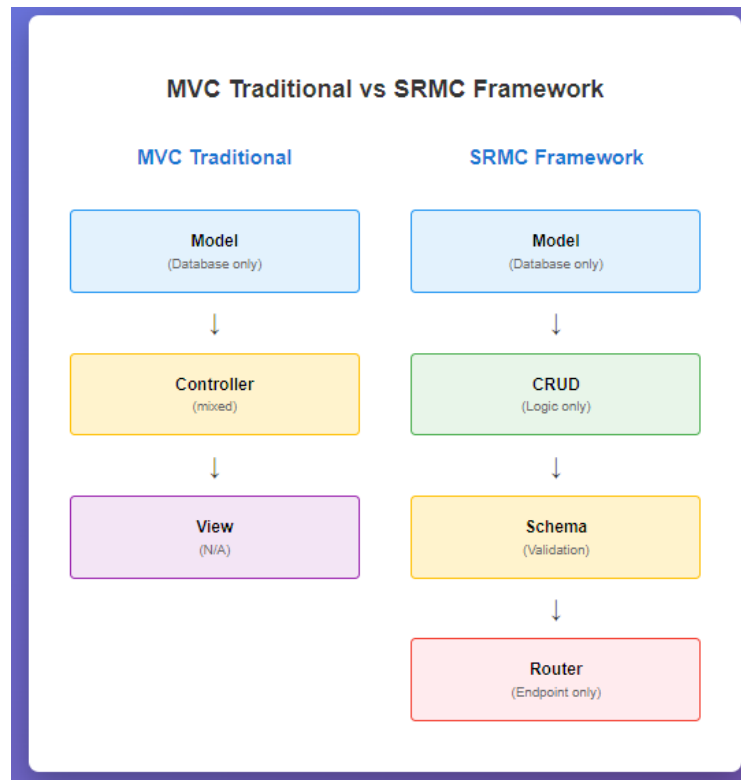 MVC Traditional vs SRMC Framework
MVC Traditional
Model
(Database only)
↓
Controller
(mixed)
↓
View
(N/A)
SRMC Framework
Model
(Database only)
↓
CRUD
(Logic only)
↓
Schema
(Validation)
↓
Router
(Endpoint only)